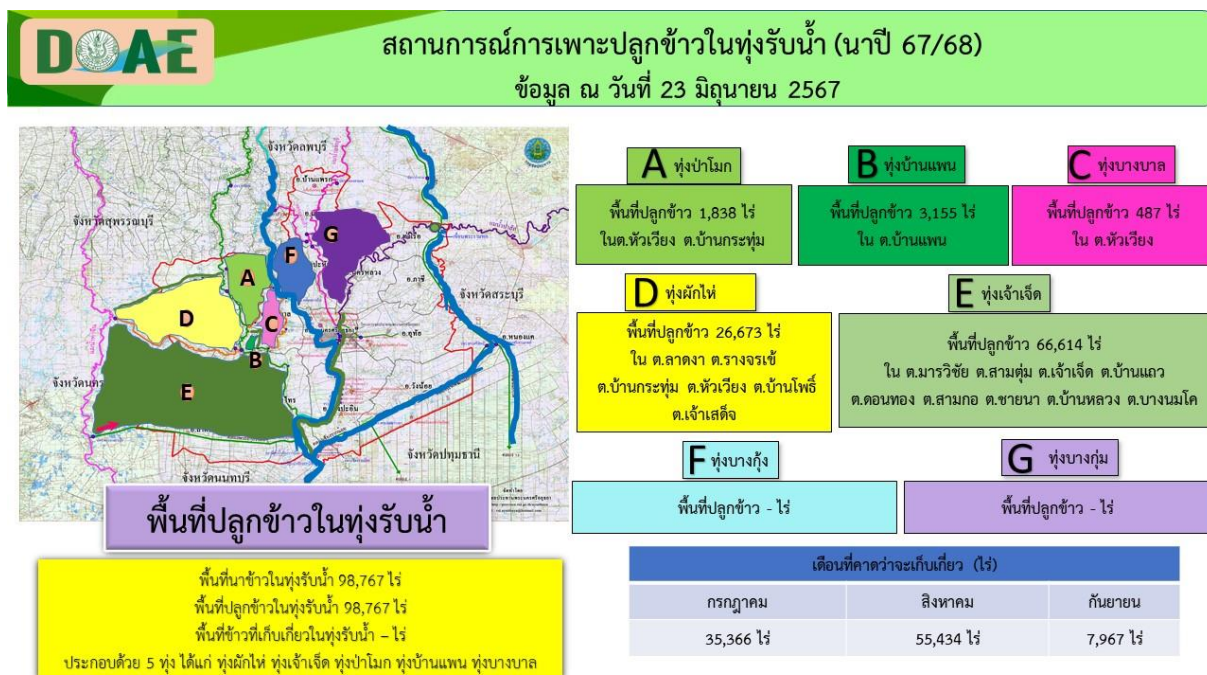 DOAE
สถานการณ์การเพาะปลูกข้าวในทุ่งรับน้ำ (นาปี 67/68)
ข้อมูล ณ วันที่ 23 มิถุนายน 2567
จังหวัดลพบุรี
อ.บ้านแพรก
จังหวัดสุพรรณบุรี
G
F
อ.ภาชี
จังหวัดสระบุรี
A
D
C
B
อ.อุทัย
อ.หนองแค
อ.วังน้อย
E
จังหวัดปทุมธานี
จังหวัดนนทบุรี
พื้นที่ปลูกข้าวในทุ่งรับน้ำ
พื้นที่นาข้าวในทุ่งรับน้ำ 98,767 ไร่
พื้นที่ปลูกข้าวในทุ่งรับน้ำ 98,767 ไร่
พื้นที่ข้าวที่เก็บเกี่ยวในทุ่งรับน้ำ – ไร่
ประกอบด้วย 5 ทุ่ง ได้แก่ ทุ่งผักไห่ ทุ่งเจ้าเจ็ด ทุ่งป่าโมก ทุ่งบ้านแพน ทุ่งบางบาล
A ทุ่งป่าโมก
พื้นที่ปลูกข้าว 1,838 ไร่
ในต.หัวเวียง ต.บ้านกระทุ่ม
B ทุ่งบ้านแพน
พื้นที่ปลูกข้าว 3,155 ไร่
ใน ต.บ้านแพน
C ทุ่งบางบาล
พื้นที่ปลูกข้าว 487 ไร่
ใน ต.หัวเวียง
D ทุ่งผักไห่
พื้นที่ปลูกข้าว 26,673 ไร่
ใน ต.ลาดงา ต.รางจรเข้
ต.บ้านกระทุ่ม ต.หัวเวียง ต.บ้านโพธิ์
ต.เจ้าเสด็จ
E ทุ่งเจ้าเจ็ด
พื้นที่ปลูกข้าว 66,614 ไร่
ใน ต.มารวิชัย ต.สามตุ่ม ต.เจ้าเจ็ด ต.บ้านแถว
ต.ดอนทอง ต.สามกอ ต.ชายนา ต.บ้านหลวง ต.บางนมโค
F ทุ่งบางกุ้ง
พื้นที่ปลูกข้าว - ไร่
G ทุ่งบางกุ่ม
พื้นที่ปลูกข้าว - ไร่
เดือนที่คาดว่าจะเก็บเกี่ยว (ไร่)
กรกฎาคม สิงหาคม กันยายน
35,366 ไร่ 55,434 ไร่ 7,967 ไร่